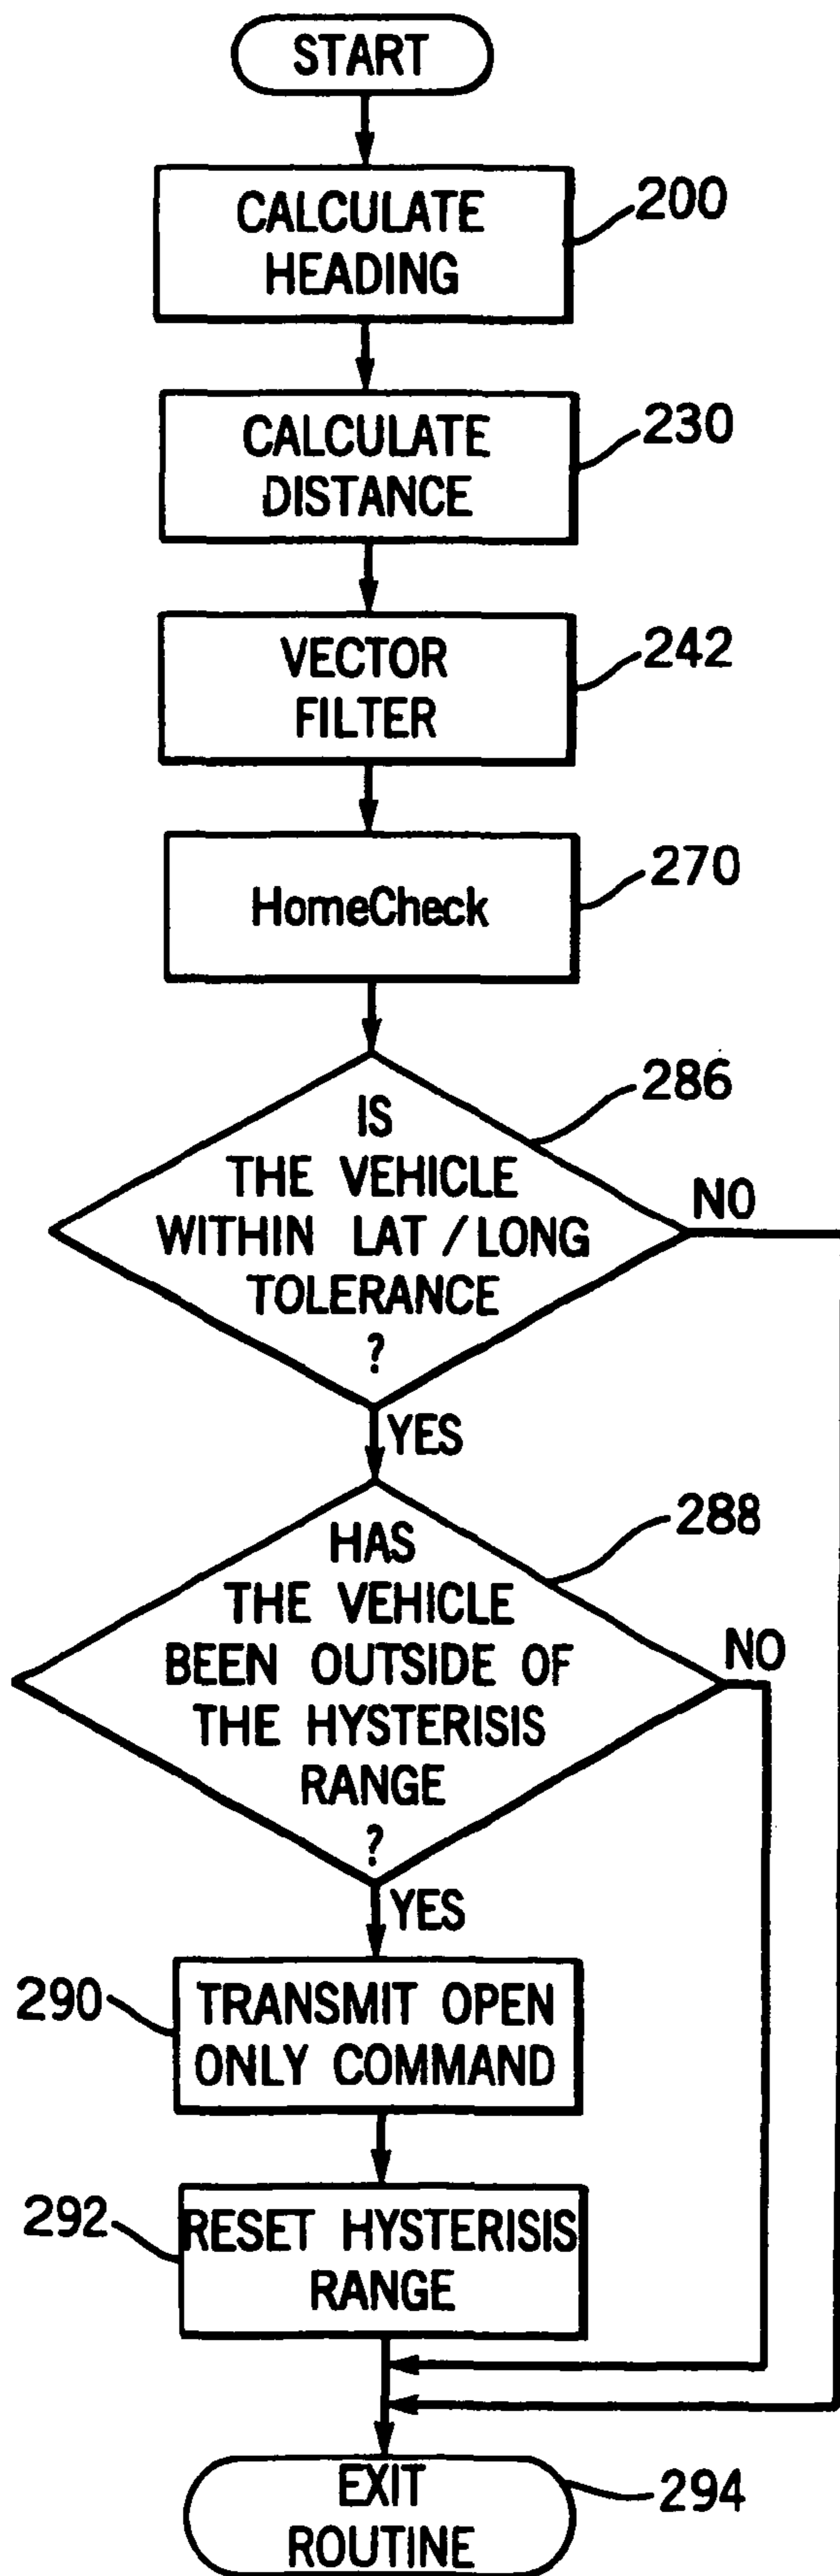 START
CALCULATE
HEADING
200
CALCULATE
DISTANCE
230
VECTOR
FILTER
242
HomeCheck
270
286
IS
THE VEHICLE
WITHIN LAT / LONG
TOLERANCE
?
NO
YES
288
HAS
THE VEHICLE
BEEN OUTSIDE OF
THE HYSTERISIS
RANGE
?
NO
YES
290
TRANSMIT OPEN
ONLY COMMAND
292
RESET HYSTERISIS
RANGE
EXIT
ROUTINE
294